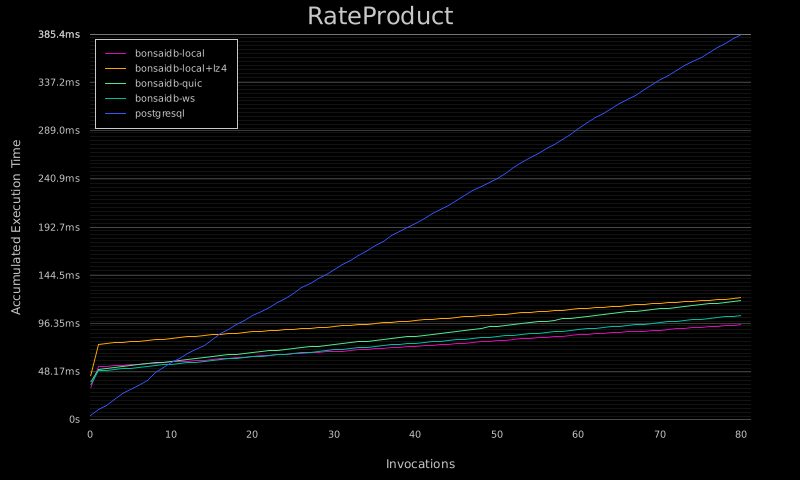 RateProduct
385.4ms
337.2ms
289.0ms
240.9ms
192.7ms
144.5ms
96.35ms
48.17ms
0s
bonsaidb-local
bonsaidb-local+lz4
bonsaidb-quic
bonsaidb-ws
postgresql
Accumulated Execution Time
0 10 20 30 40 50 60 70 80
Invocations